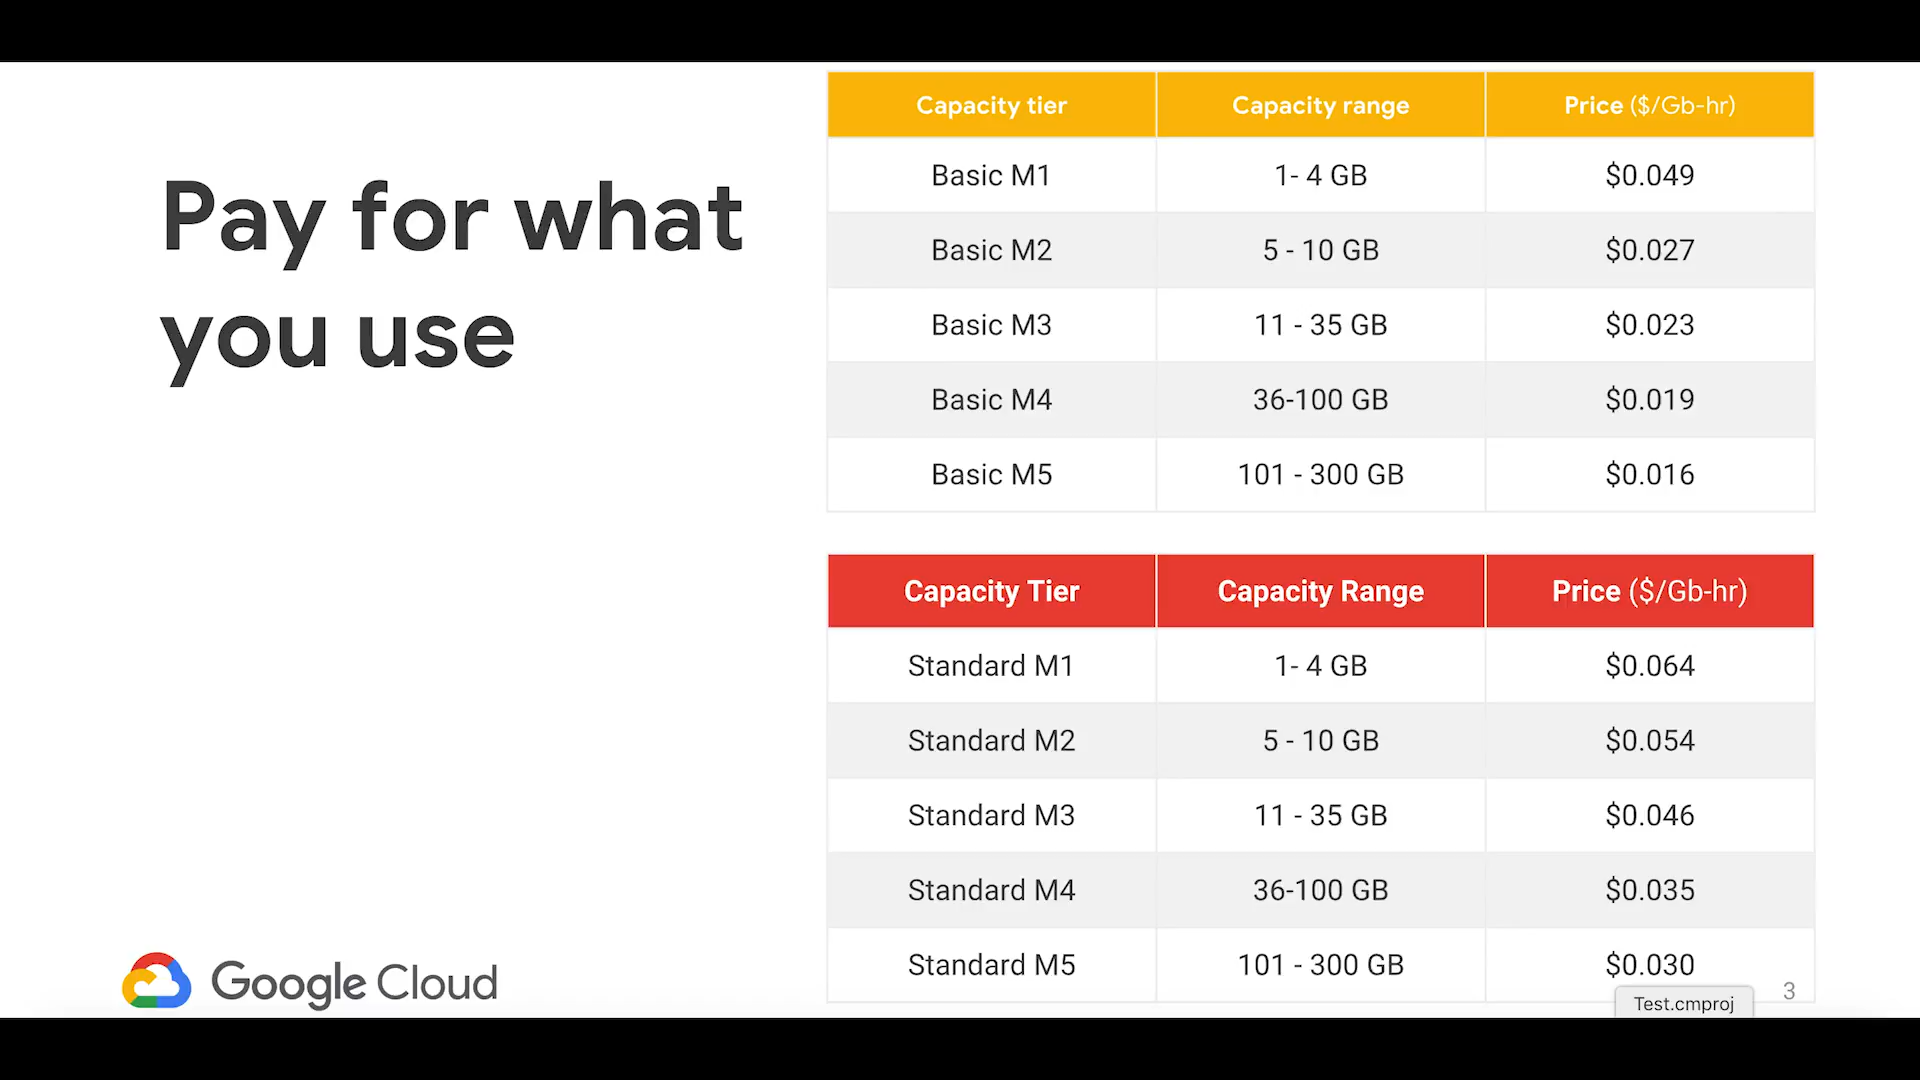 Pay for what
you use
Capacity tier Capacity range Price ($/Gb-hr)
Basic M1 1- 4 GB $0.049
Basic M2 5 - 10 GB $0.027
Basic M3 11 - 35 GB $0.023
Basic M4 36-100 GB $0.019
Basic M5 101 - 300 GB $0.016
Capacity Tier Capacity Range Price ($/Gb-hr)
Standard M1 1- 4 GB $0.064
Standard M2 5 - 10 GB $0.054
Standard M3 11 - 35 GB $0.046
Standard M4 36-100 GB $0.035
Standard M5 101 - 300 GB $0.030
Google Cloud
3
Test.cmproj